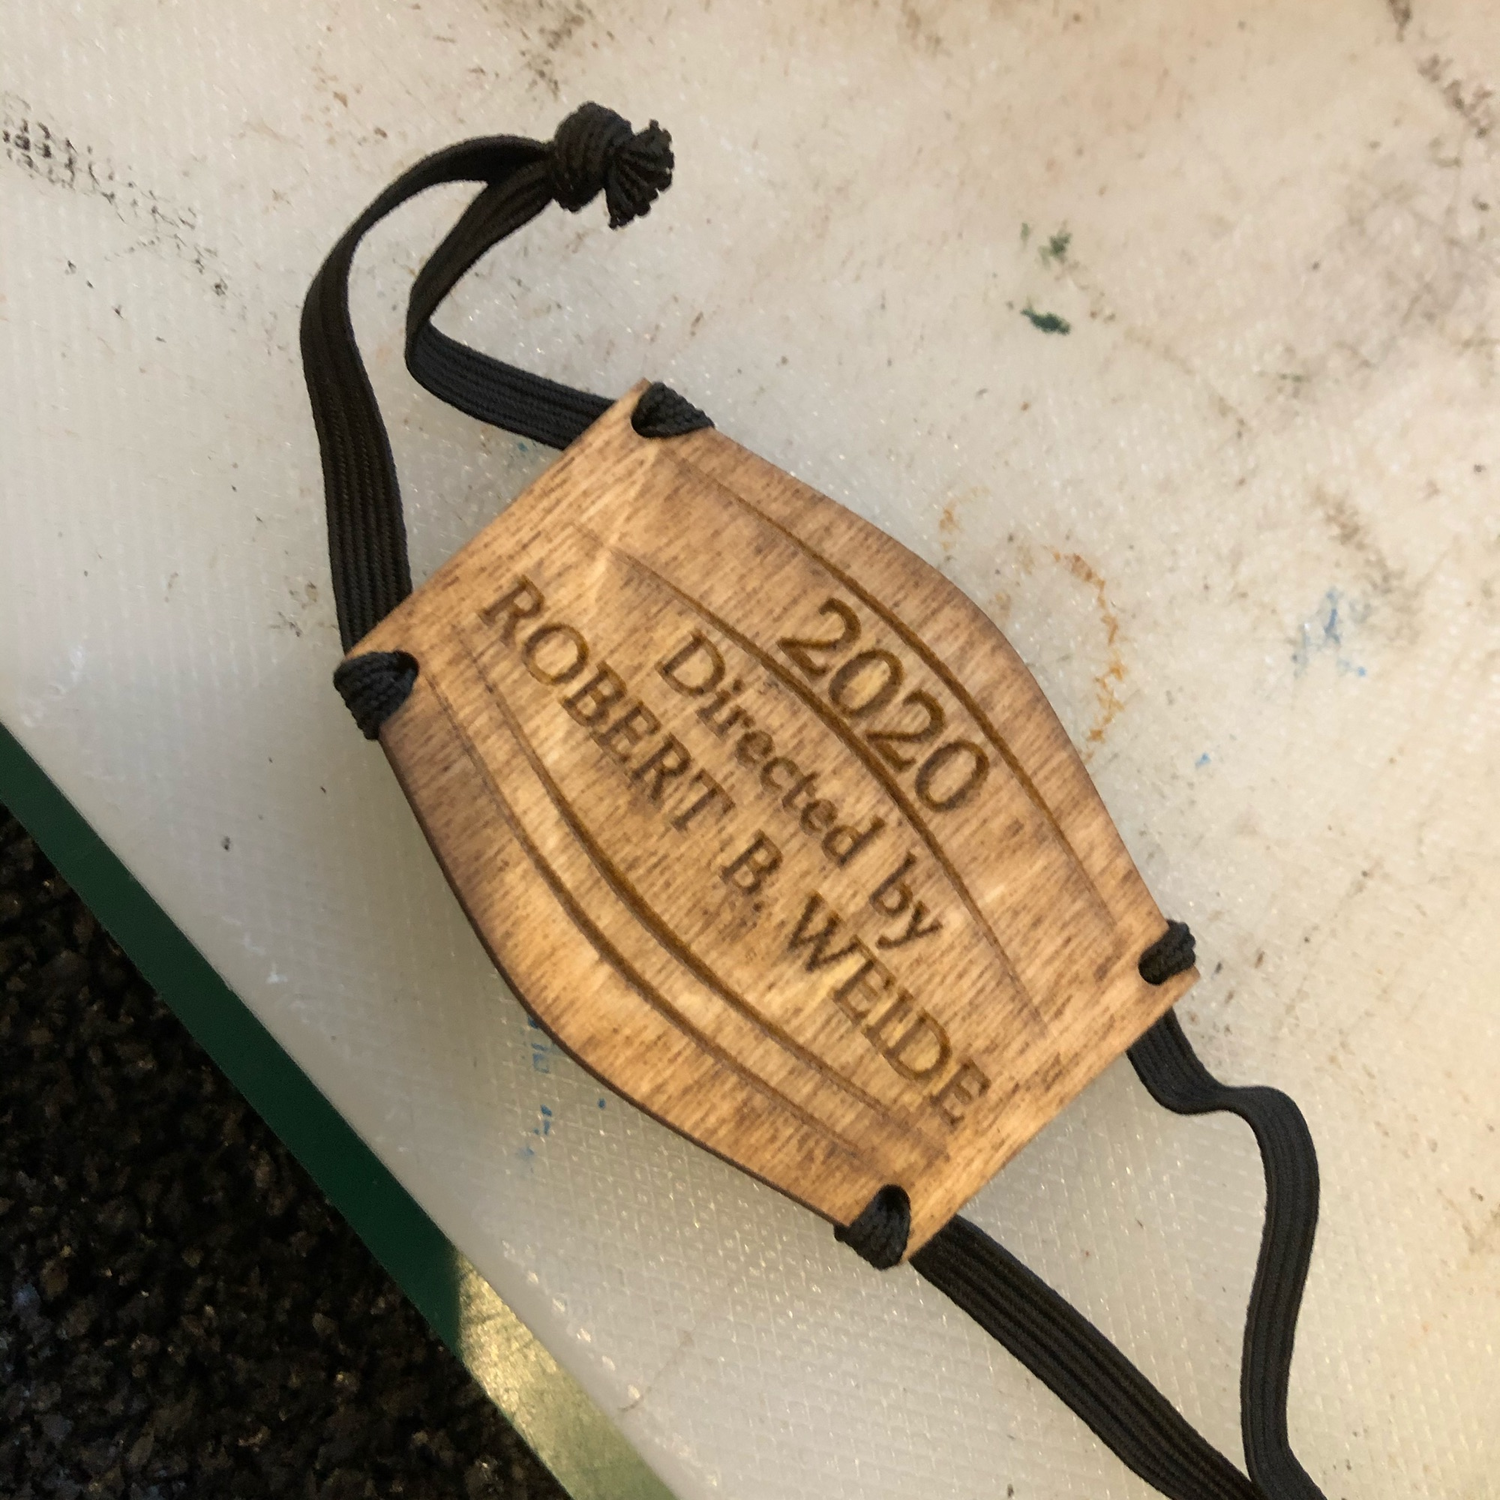 2020
Directed by
ROBERT B. WEIDE